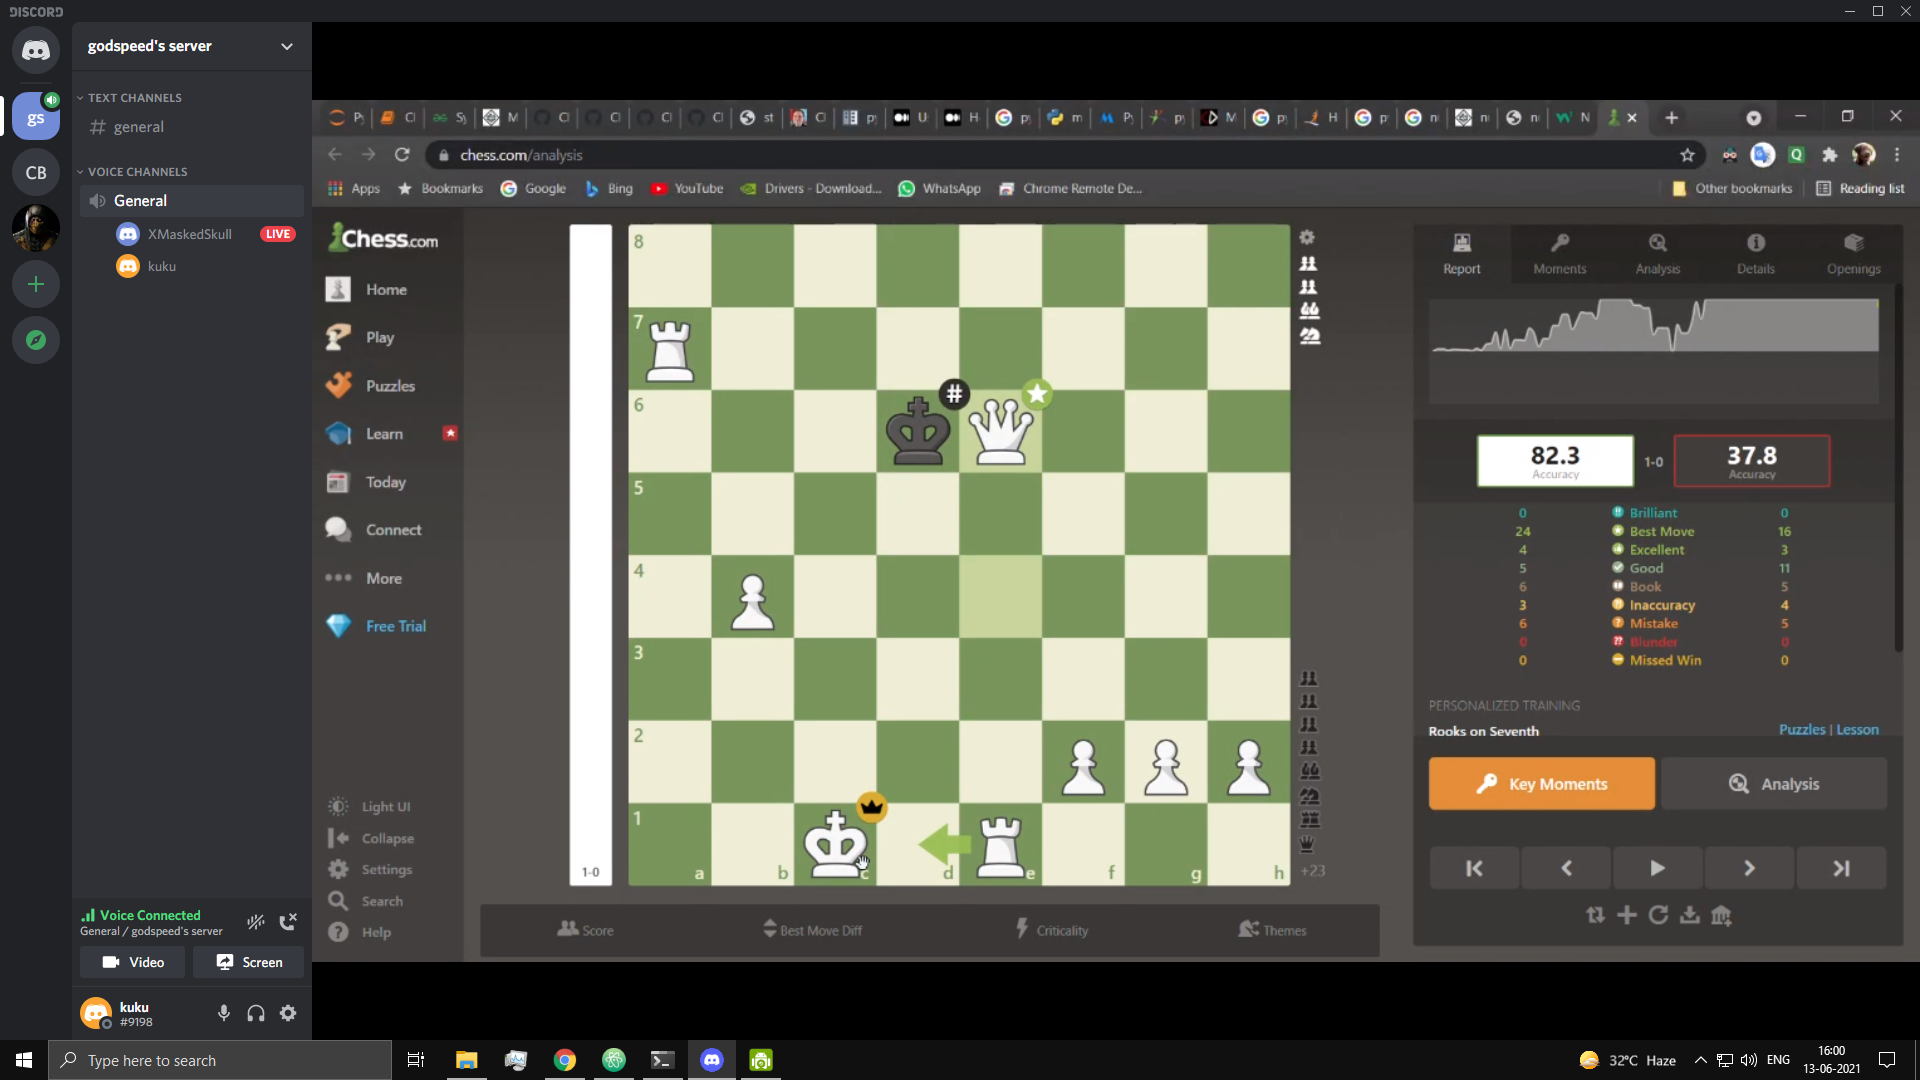 DISCORD
godspeed's server
TEXT CHANNELS
general
gs
VOICE CHANNELS
CB
General
XMaskedSkull LIVE
kuku
Voice Connected
General / godspeed's server
Video Screen
kuku
#9198
chess.com/analysis
Apps Bookmarks Google Bing YouTube Drivers - Download... WhatsApp Chrome Remote De... Other bookmarks Reading list
Chess.com
Home
Play
Puzzles
Learn
Today
Connect
More
Free Trial
Light UI
Collapse
Settings
Search
Help
1-0
8
7
6
#
5
4
3
2
1
a b c d e f g h
+23
Score Best Move Diff Criticality Themes
Report Moments Analysis Details Openings
82.3 1-0 37.8
Accuracy Accuracy
0 Brilliant 0
24 Best Move 16
4 Excellent 3
5 Good 11
6 Book 5
3 Inaccuracy 4
6 Mistake 5
0 Blunder 0
0 Missed Win 0
PERSONALIZED TRAINING
Rooks on Seventh Puzzles | Lesson
Key Moments Analysis
Type here to search
32°C Haze
ENG
16:00
13-06-2021